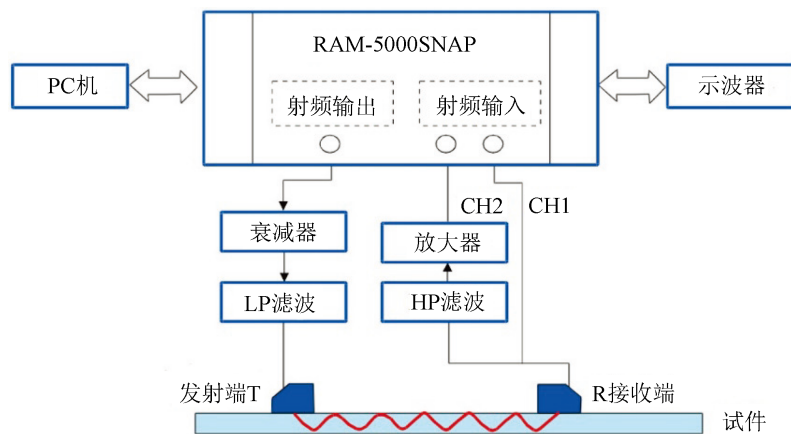 RAM-5000SNAP
PC机
示波器
射频输出
射频输入
CH2
CH1
衰减器
放大器
LP滤波
HP滤波
发射端T
R接收端
试件